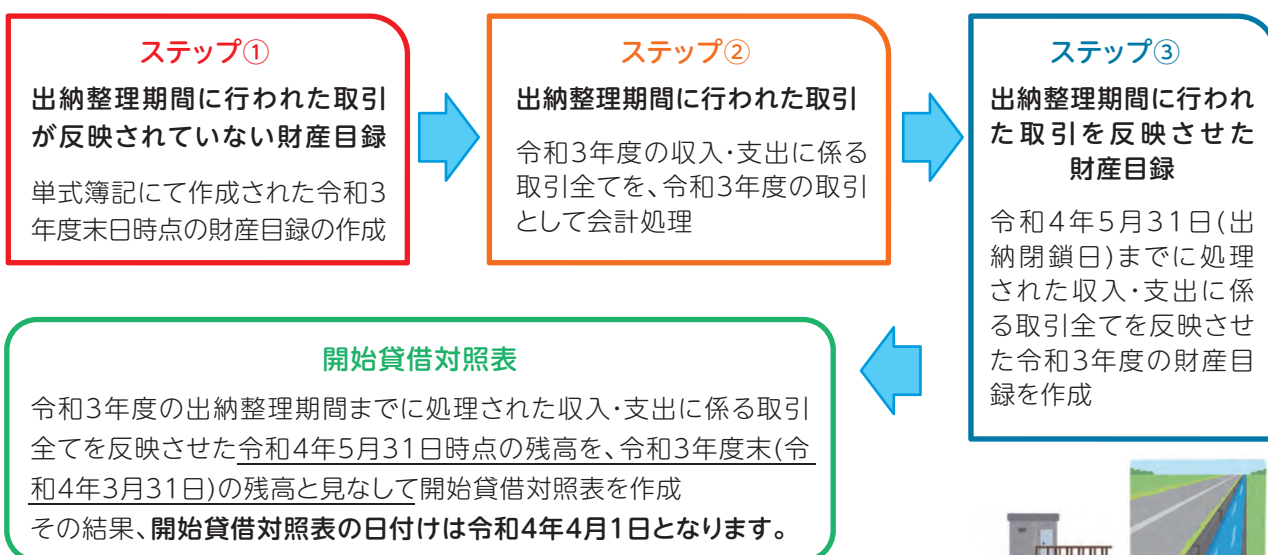 ステップ①
出納整理期間に行われた取引
が反映されていない財産目録
単式簿記にて作成された令和3
年度末日時点の財産目録の作成
ステップ②
出納整理期間に行われた取引
令和3年度の収入・支出に係る
取引全てを、令和3年度の取引
として会計処理
ステップ③
出納整理期間に行われ
た取引を反映させた
財産目録
令和4年5月31日(出
納閉鎖日)までに処理
された収入・支出に係
る取引全てを反映させ
た令和3年度の財産目
録を作成
開始貸借対照表
令和3年度の出納整理期間までに処理された収入・支出に係る取引
全てを反映させた令和4年5月31日時点の残高を、令和3年度末(令
和4年3月31日)の残高と見なして開始貸借対照表を作成
その結果、開始貸借対照表の日付けは令和4年4月1日となります。